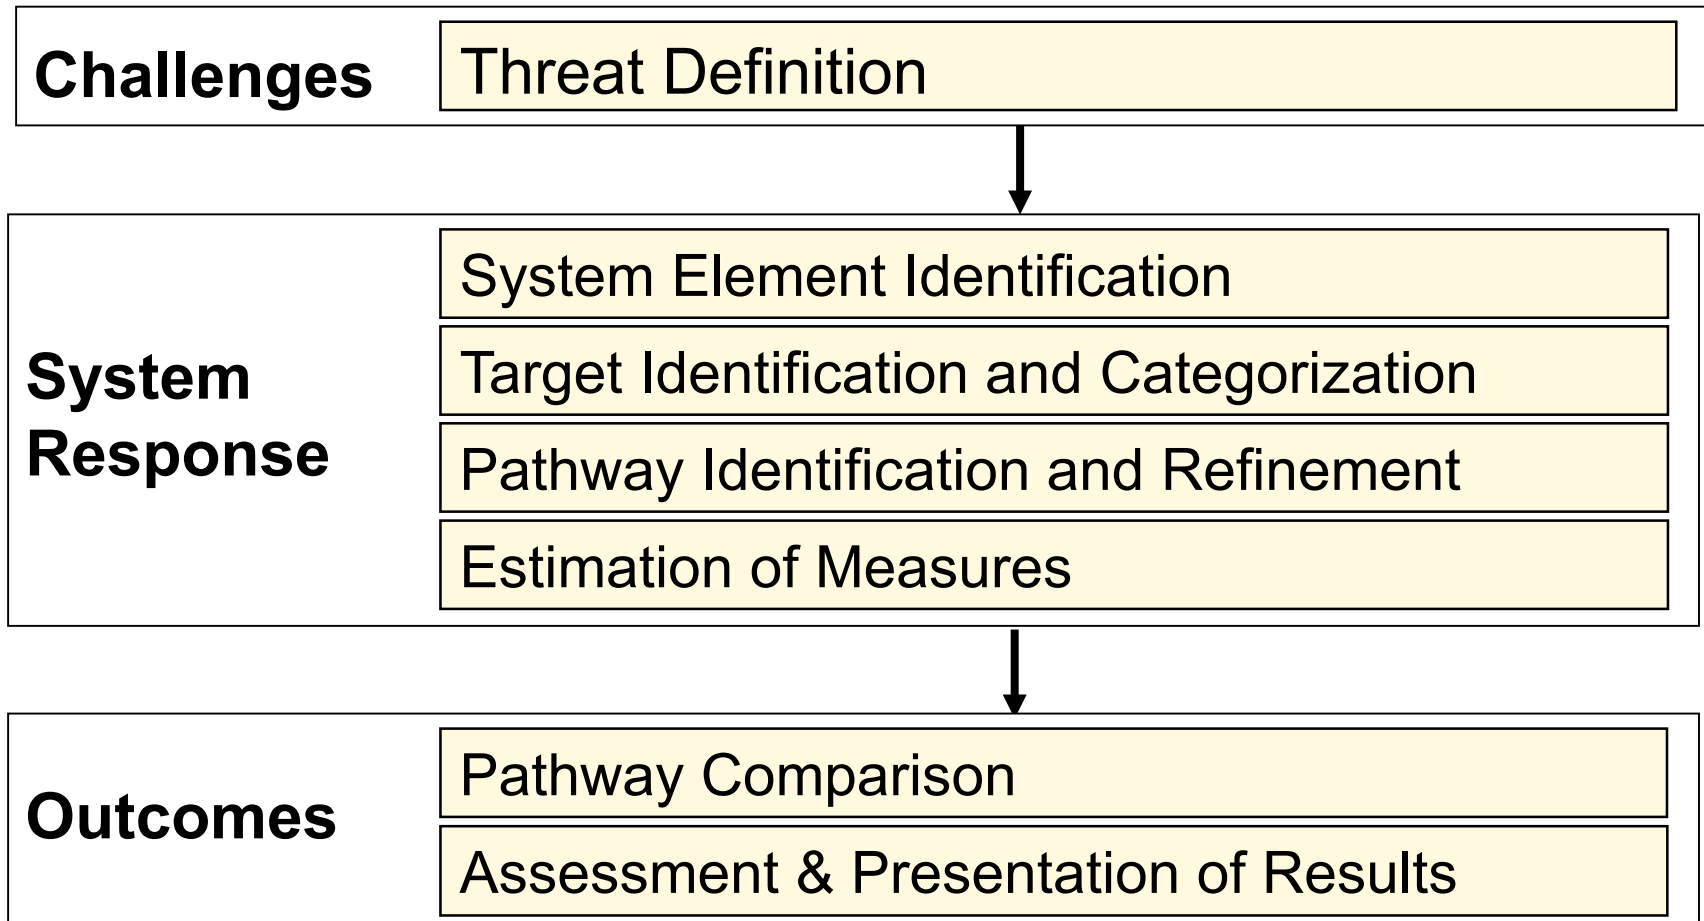 Challenges
Threat Definition
System
Response
System Element Identification
Target Identification and Categorization
Pathway Identification and Refinement
Estimation of Measures
Outcomes
Pathway Comparison
Assessment & Presentation of Results